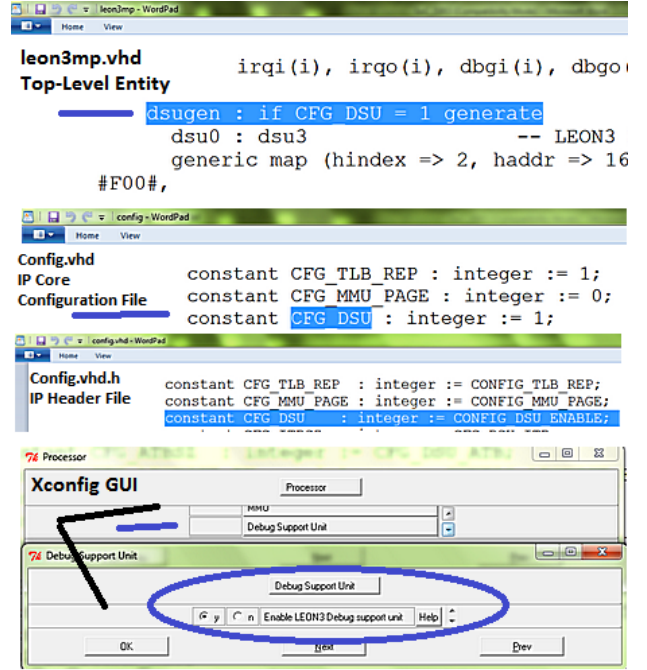 leon3mp - WordPad
Home View
leon3mp.vhd
Top-Level Entity
irqi(i), irqo(i), dbgi(i), dbgo
dsugen : if CFG_DSU = 1 generate
dsu0 : dsu3 -- LEON3
generic map (hindex => 2, haddr => 16
#F00#,
config - WordPad
Home View
Config.vhd
IP Core
Configuration File
constant CFG_TLB_REP : integer := 1;
constant CFG_MMU_PAGE : integer := 0;
constant CFG_DSU : integer := 1;
config.vhd - WordPad
Home View
Config.vhd.h
IP Header File
constant CFG_TLB_REP : integer := CONFIG_TLB_REP;
constant CFG_MMU_PAGE : integer := CONFIG_MMU_PAGE;
constant CFG_DSU : integer := CONFIG_DSU_ENABLE;
Processor
Xconfig GUI
Processor
MMU
Debug Support Unit
Debug Support Unit
Debug Support Unit
y n Enable LEON3 Debug support unit Help
OK Next Prev